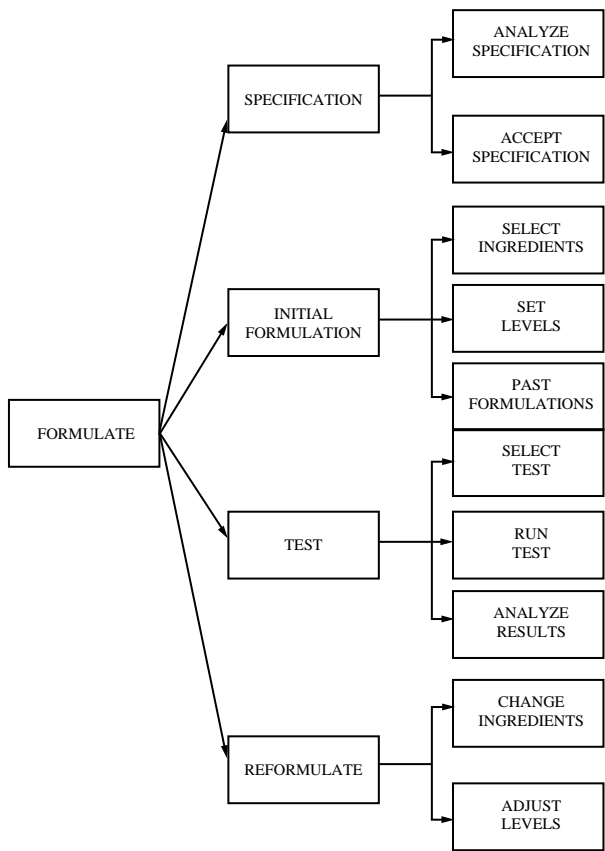 FORMULATE
SPECIFICATION
ANALYZE
SPECIFICATION
ACCEPT
SPECIFICATION
INITIAL
FORMULATION
SELECT
INGREDIENTS
SET
LEVELS
PAST
FORMULATIONS
TEST
SELECT
TEST
RUN
TEST
ANALYZE
RESULTS
REFORMULATE
CHANGE
INGREDIENTS
ADJUST
LEVELS